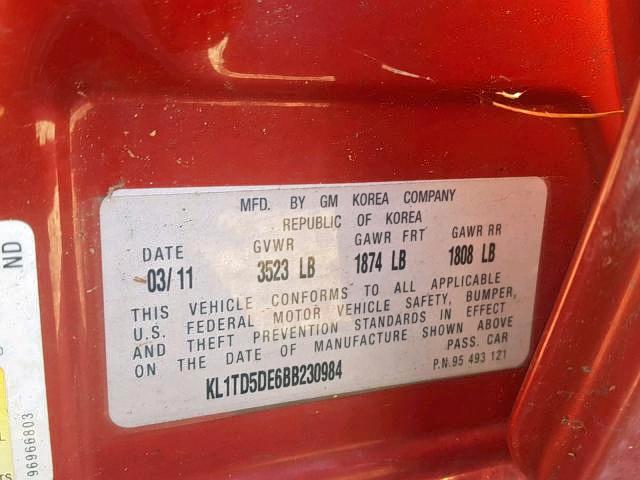 MFD. BY GM KOREA COMPANY
REPUBLIC OF KOREA
DATE GVWR GAWR FRT GAWR RR
03/11 3523 LB 1874 LB 1808 LB
THIS VEHICLE CONFORMS TO ALL APPLICABLE
U.S. FEDERAL MOTOR VEHICLE SAFETY, BUMPER,
AND THEFT PREVENTION STANDARDS IN EFFECT
ON THE DATE OF MANUFACTURE SHOWN ABOVE
PASS. CAR
KL1TD5DE6BB230984
P.N. 95 493 121
ND
96966803